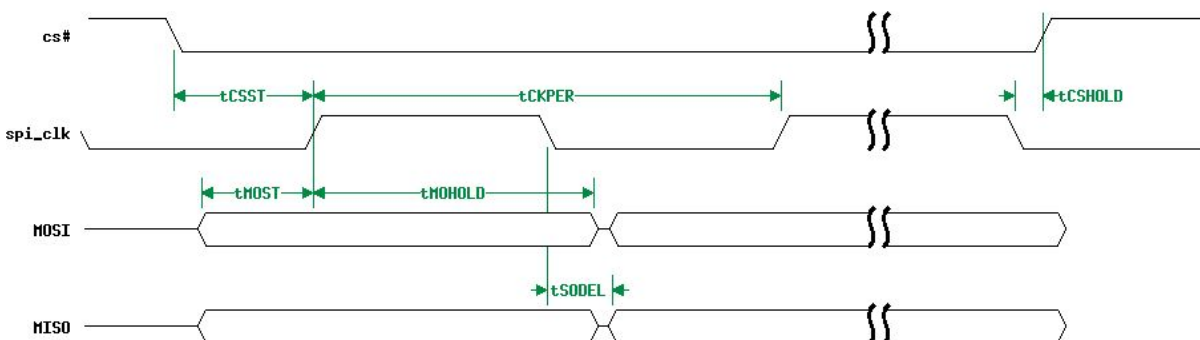 cs#
tCSST tCKPER tCSHOLD
spi_clk
tMOST tMOHOLD
MOSI
tSODEL
MISO